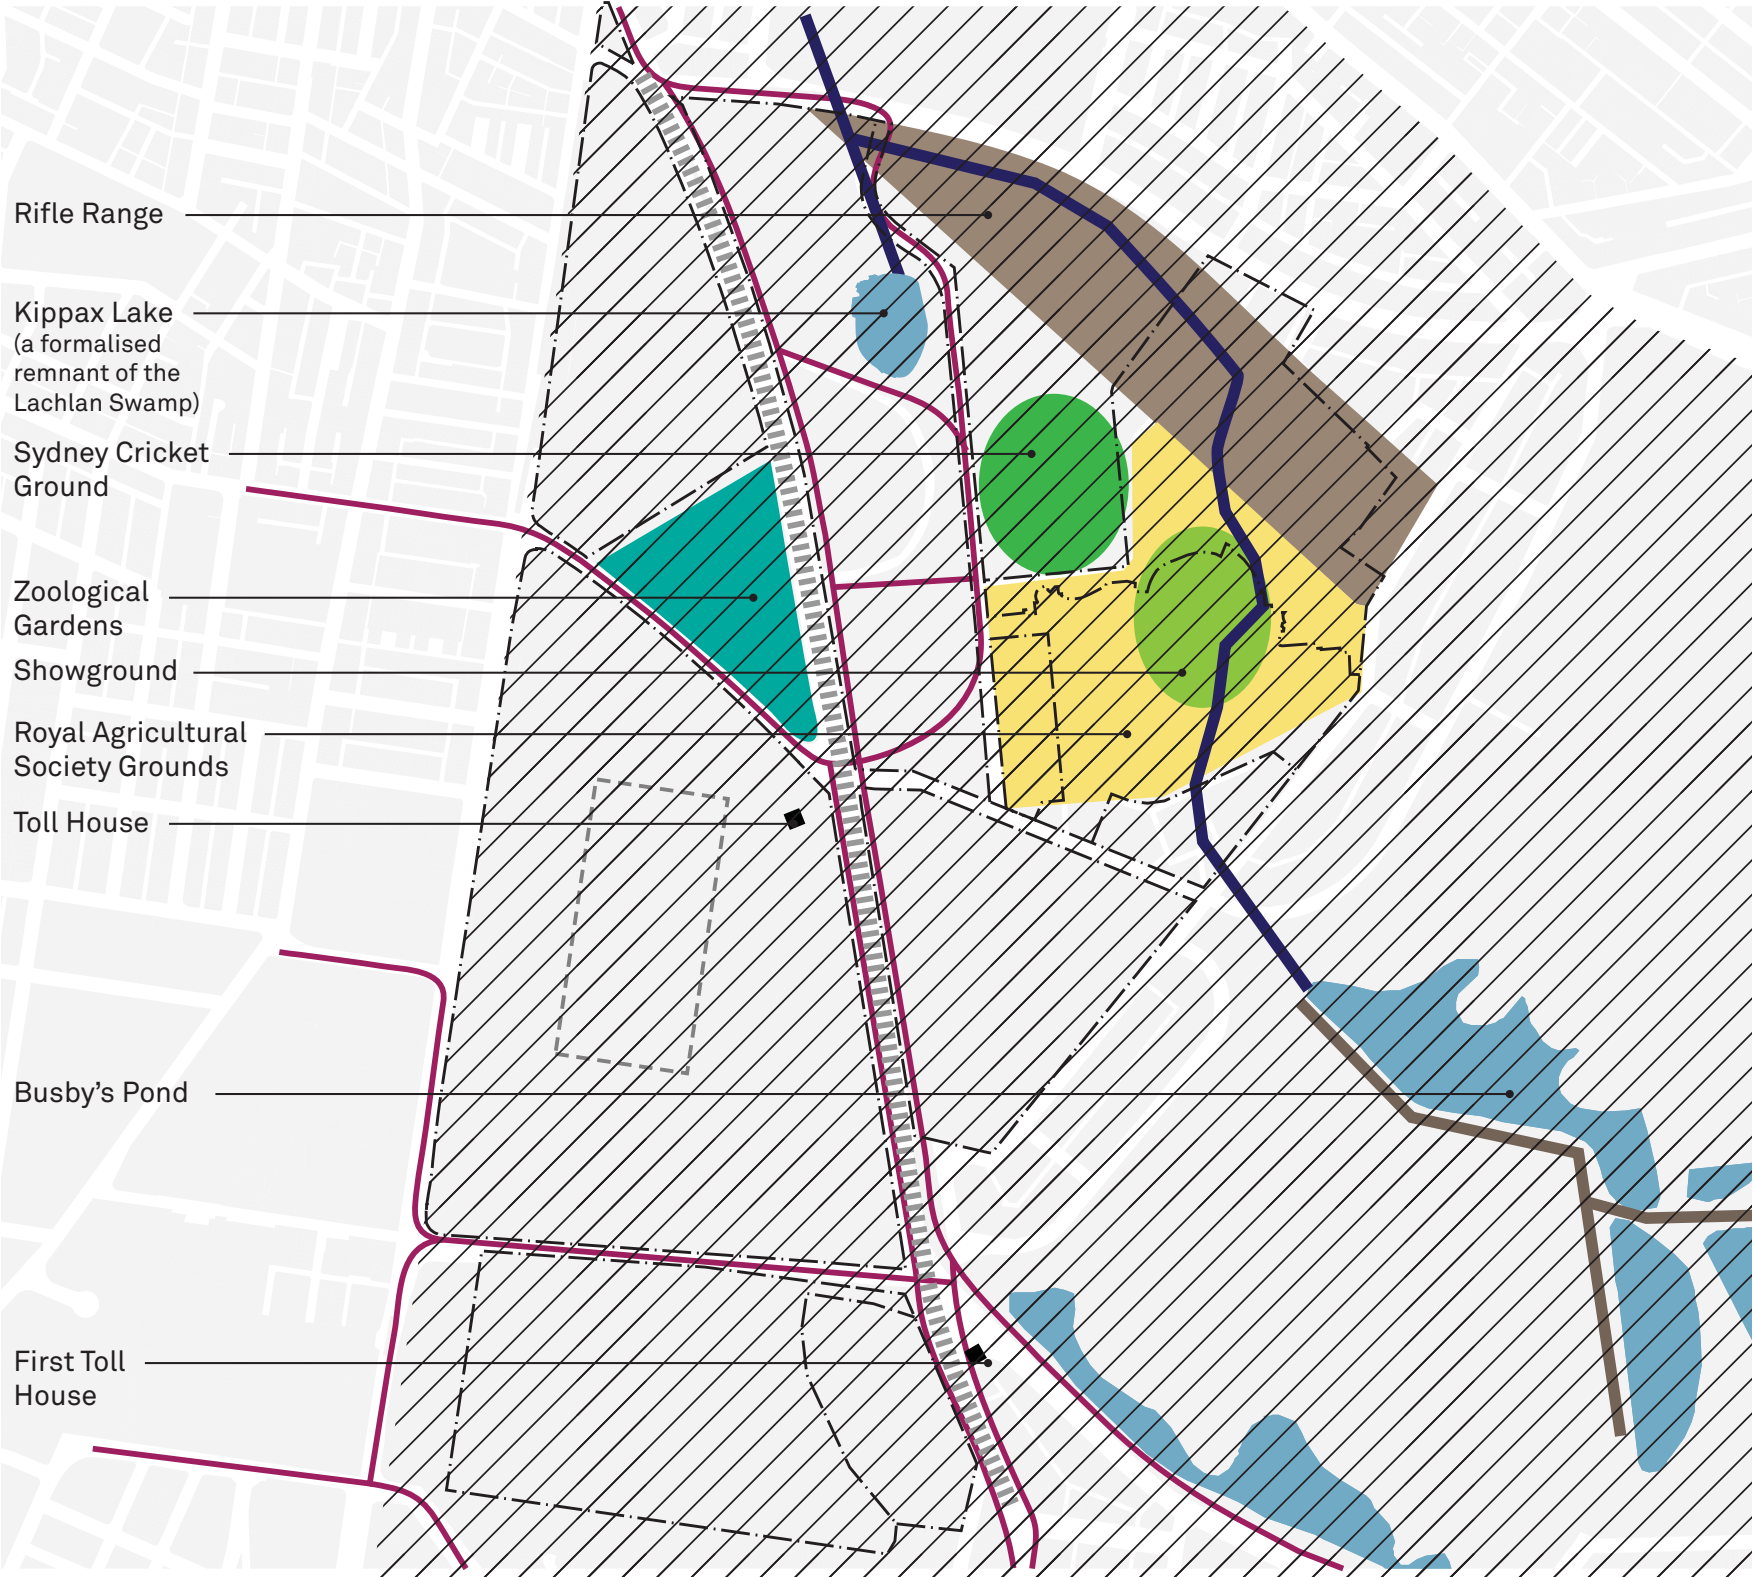 Rifle Range
Kippax Lake
(a formalised
remnant of the
Lachlan Swamp)
Sydney Cricket
Ground
Zoological
Gardens
Showground
Royal Agricultural
Society Grounds
Toll House
Busby’s Pond
First Toll
House